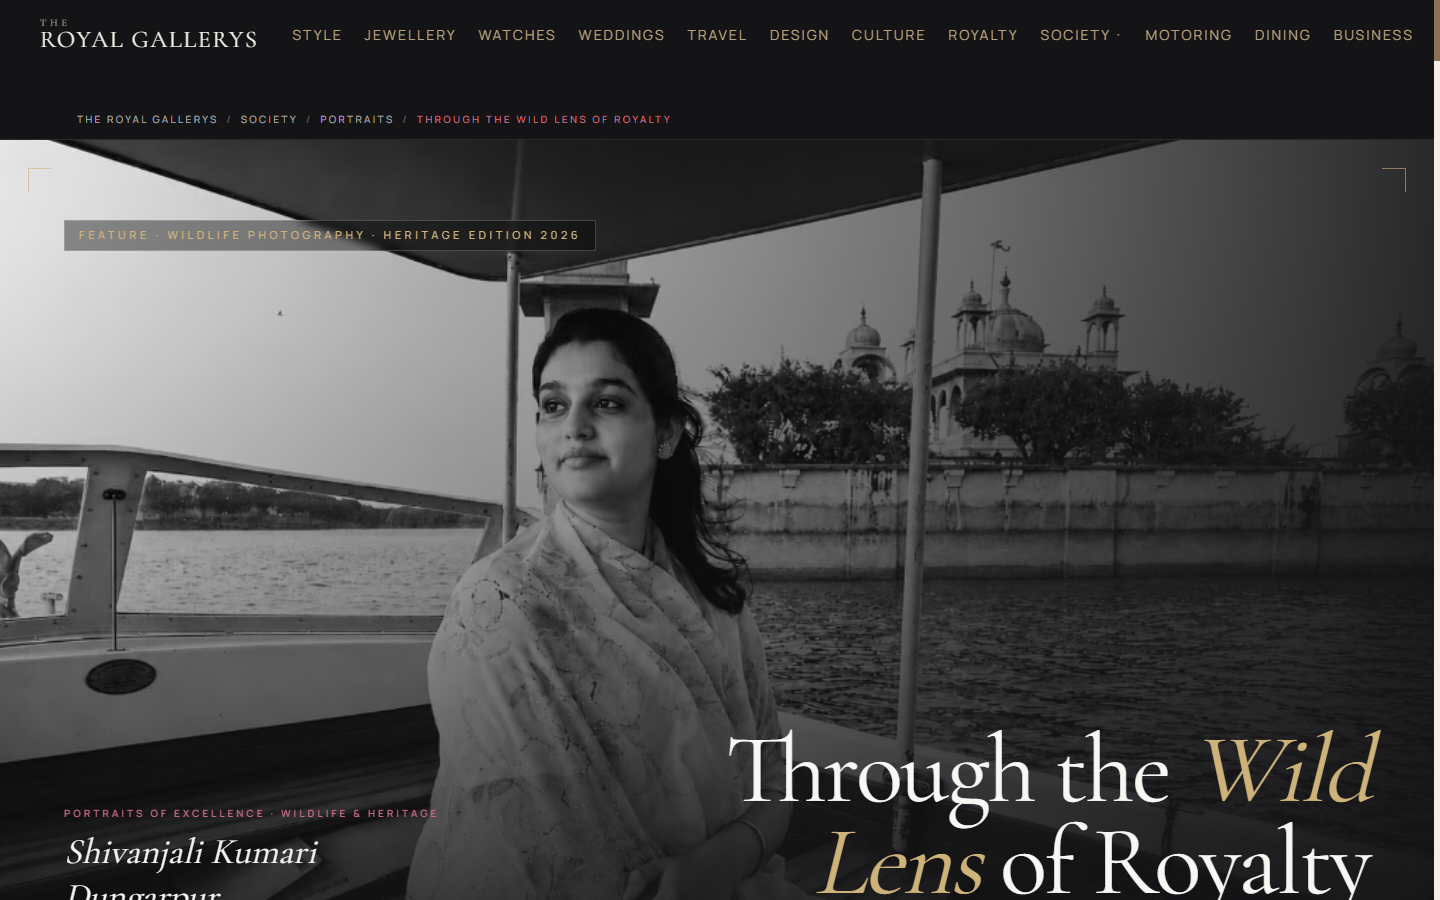 THE
ROYAL GALLERYS
STYLE JEWELLERY WATCHES WEDDINGS TRAVEL DESIGN CULTURE ROYALTY SOCIETY · MOTORING DINING BUSINESS
THE ROYAL GALLERYS / SOCIETY / PORTRAITS / THROUGH THE WILD LENS OF ROYALTY
FEATURE · WILDLIFE PHOTOGRAPHY · HERITAGE EDITION 2026
PORTRAITS OF EXCELLENCE · WILDLIFE & HERITAGE
Shivanjali Kumari
Dungarpur
Through the Wild
Lens of Royalty